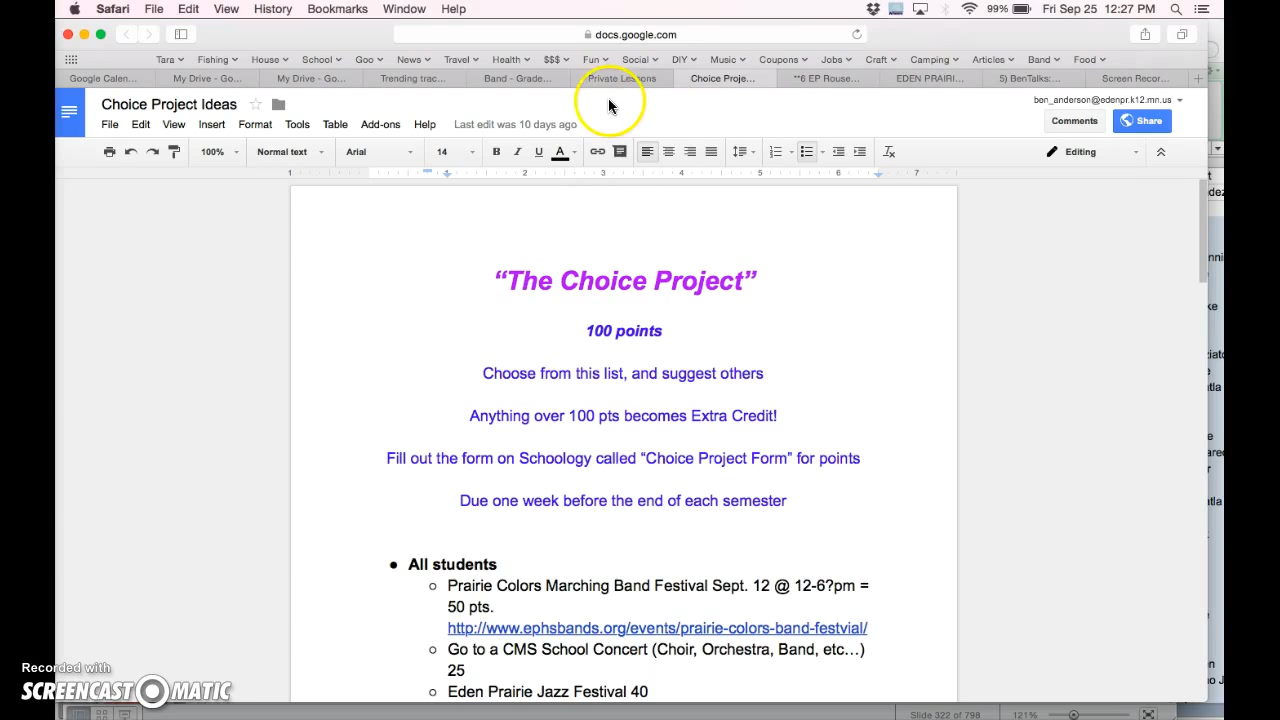 Safari File Edit View History Bookmarks Window Help 99% Fri Sep 25 12:27 PM
docs.google.com
Tara Fishing House School Goo News Travel Health $$$ Fun Social DIY Music Coupons Jobs Craft Camping Articles Band Food
Google Calen... My Drive - Go... My Drive - Go... Trending trac... Private Lessons Choice Proje... **6 EP Rouse... EDEN PRAIRI... 5) BenTalks:... Screen Recor...
Choice Project Ideas
ben_anderson@edenpr.k12.mn.us
File Edit View Insert Format Tools Table Add-ons Help Last edit was 10 days ago
Comments Share
100% Normal text Arial 14 B I U A Editing
1 1 2 3 4 5 6 7
“The Choice Project”
100 points
Choose from this list, and suggest others
Anything over 100 pts becomes Extra Credit!
Fill out the form on Schoology called “Choice Project Form” for points
Due one week before the end of each semester
● All students
○ Prairie Colors Marching Band Festival Sept. 12 @ 12-6?pm =
50 pts.
http://www.ephsbands.org/events/prairie-colors-band-festvial/
○ Go to a CMS School Concert (Choir, Orchestra, Band, etc…)
25
○ Eden Prairie Jazz Festival 40
Recorded with
SCREENCAST MATIC
Slide 322 of 798 121%